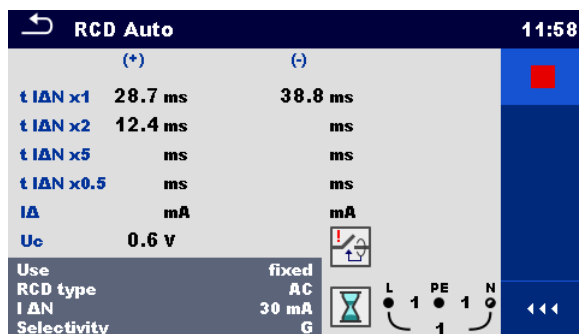 RCD Auto 11:58
(+) (-)
t IΔN x1 28.7 ms 38.8 ms
t IΔN x2 12.4 ms ms
t IΔN x5 ms ms
t IΔN x0.5 ms ms
IΔ mA mA
Uc 0.6 V
Use fixed
RCD type AC
I ΔN 30 mA
Selectivity G
L PE N
1 1
1